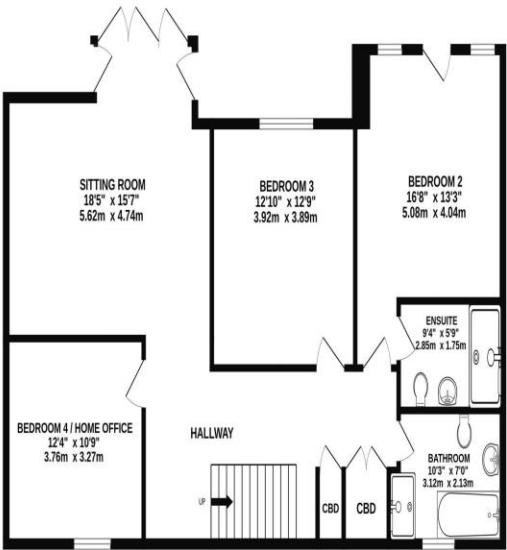 SITTING ROOM
18'5" x 15'7"
5.62m x 4.74m
BEDROOM 3
12'10" x 12'9"
3.92m x 3.89m
BEDROOM 2
16'8" x 13'3"
5.08m x 4.04m
ENSUITE
9'4" x 5'9"
2.85m x 1.75m
BEDROOM 4 / HOME OFFICE
12'4" x 10'9"
3.76m x 3.27m
HALLWAY
BATHROOM
10'3" x 7'0"
3.12m x 2.13m
UP
CBD
CBD